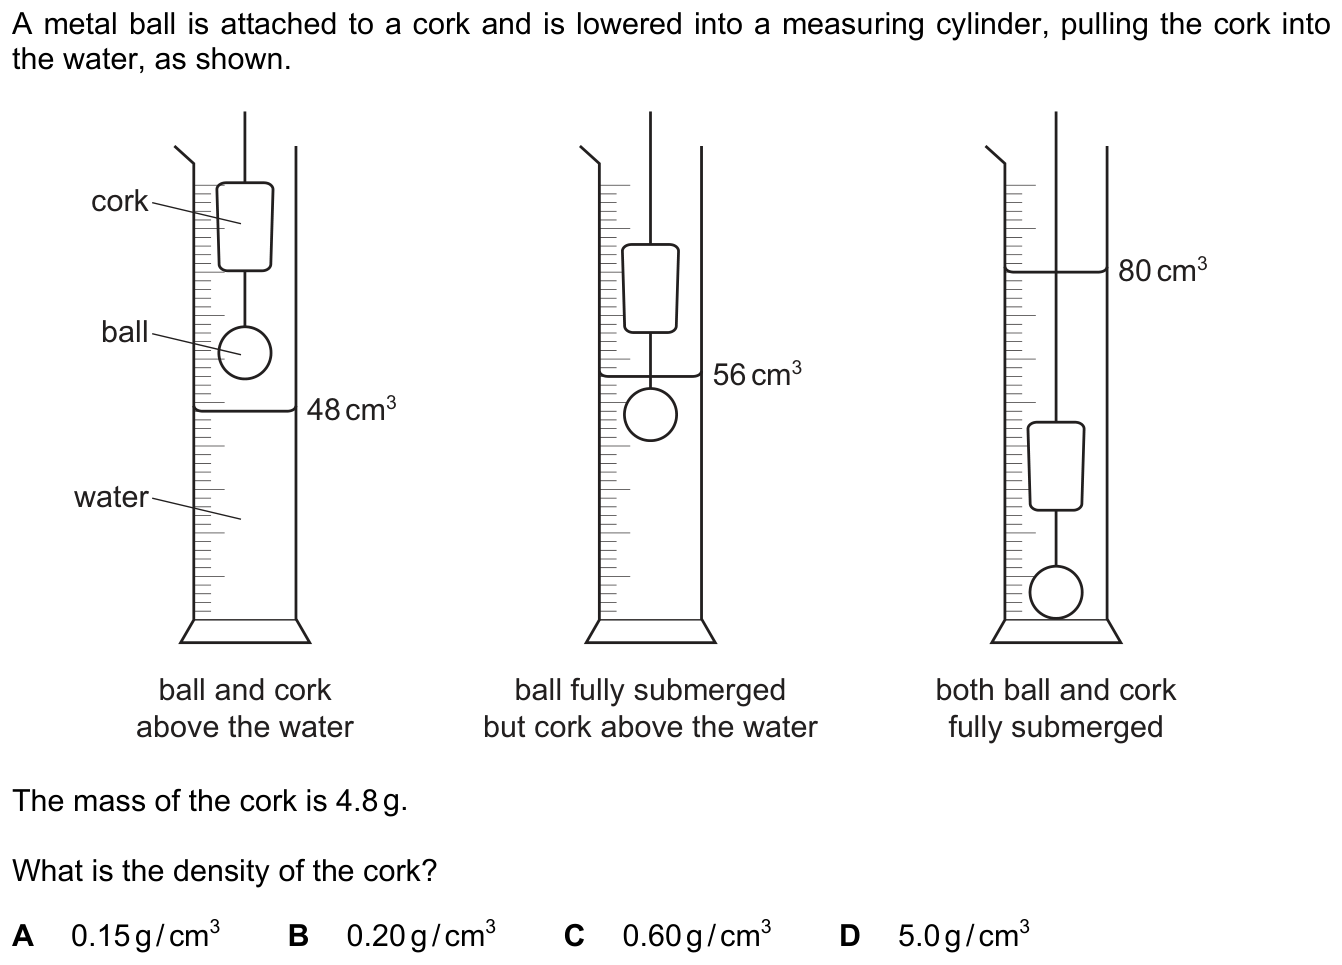 A metal ball is attached to a cork and is lowered into a measuring cylinder, pulling the cork into
the water, as shown.
cork
ball
water
48 cm³
56 cm³
80 cm³
ball and cork
above the water
ball fully submerged
but cork above the water
both ball and cork
fully submerged
The mass of the cork is 4.8 g.
What is the density of the cork?
A 0.15 g / cm³ B 0.20 g / cm³ C 0.60 g / cm³ D 5.0 g / cm³